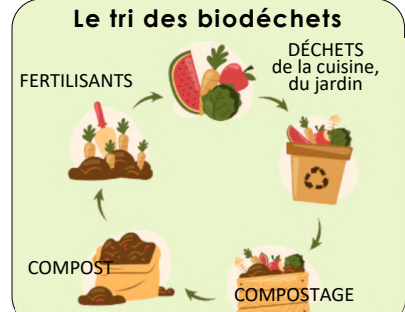 Le tri des biodéchets
DÉCHETS
de la cuisine,
du jardin
FERTILISANTS
COMPOST
COMPOSTAGE